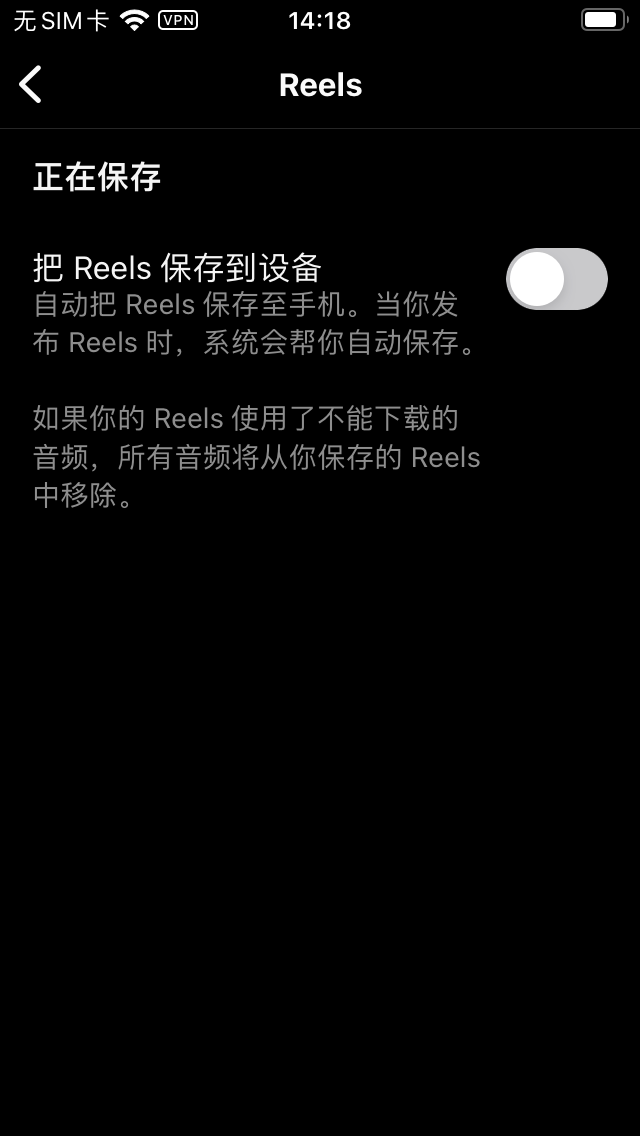 无SIM卡 VPN 14:18
Reels
正在保存
把 Reels 保存到设备
自动把 Reels 保存至手机。当你发
布 Reels 时，系统会帮你自动保存。
如果你的 Reels 使用了不能下载的
音频，所有音频将从你保存的 Reels
中移除。